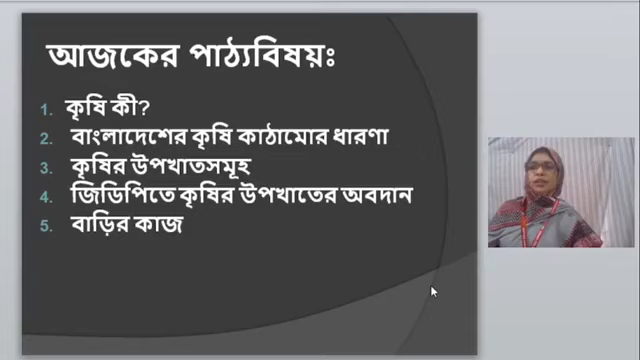 আজকের পাঠ্যবিষয়ঃ
1. কৃষি কী?
2. বাংলাদেশের কৃষি কাঠামোর ধারণা
3. কৃষির উপখাতসমূহ
4. জিডিপিতে কৃষির উপখাতের অবদান
5. বাড়ির কাজ